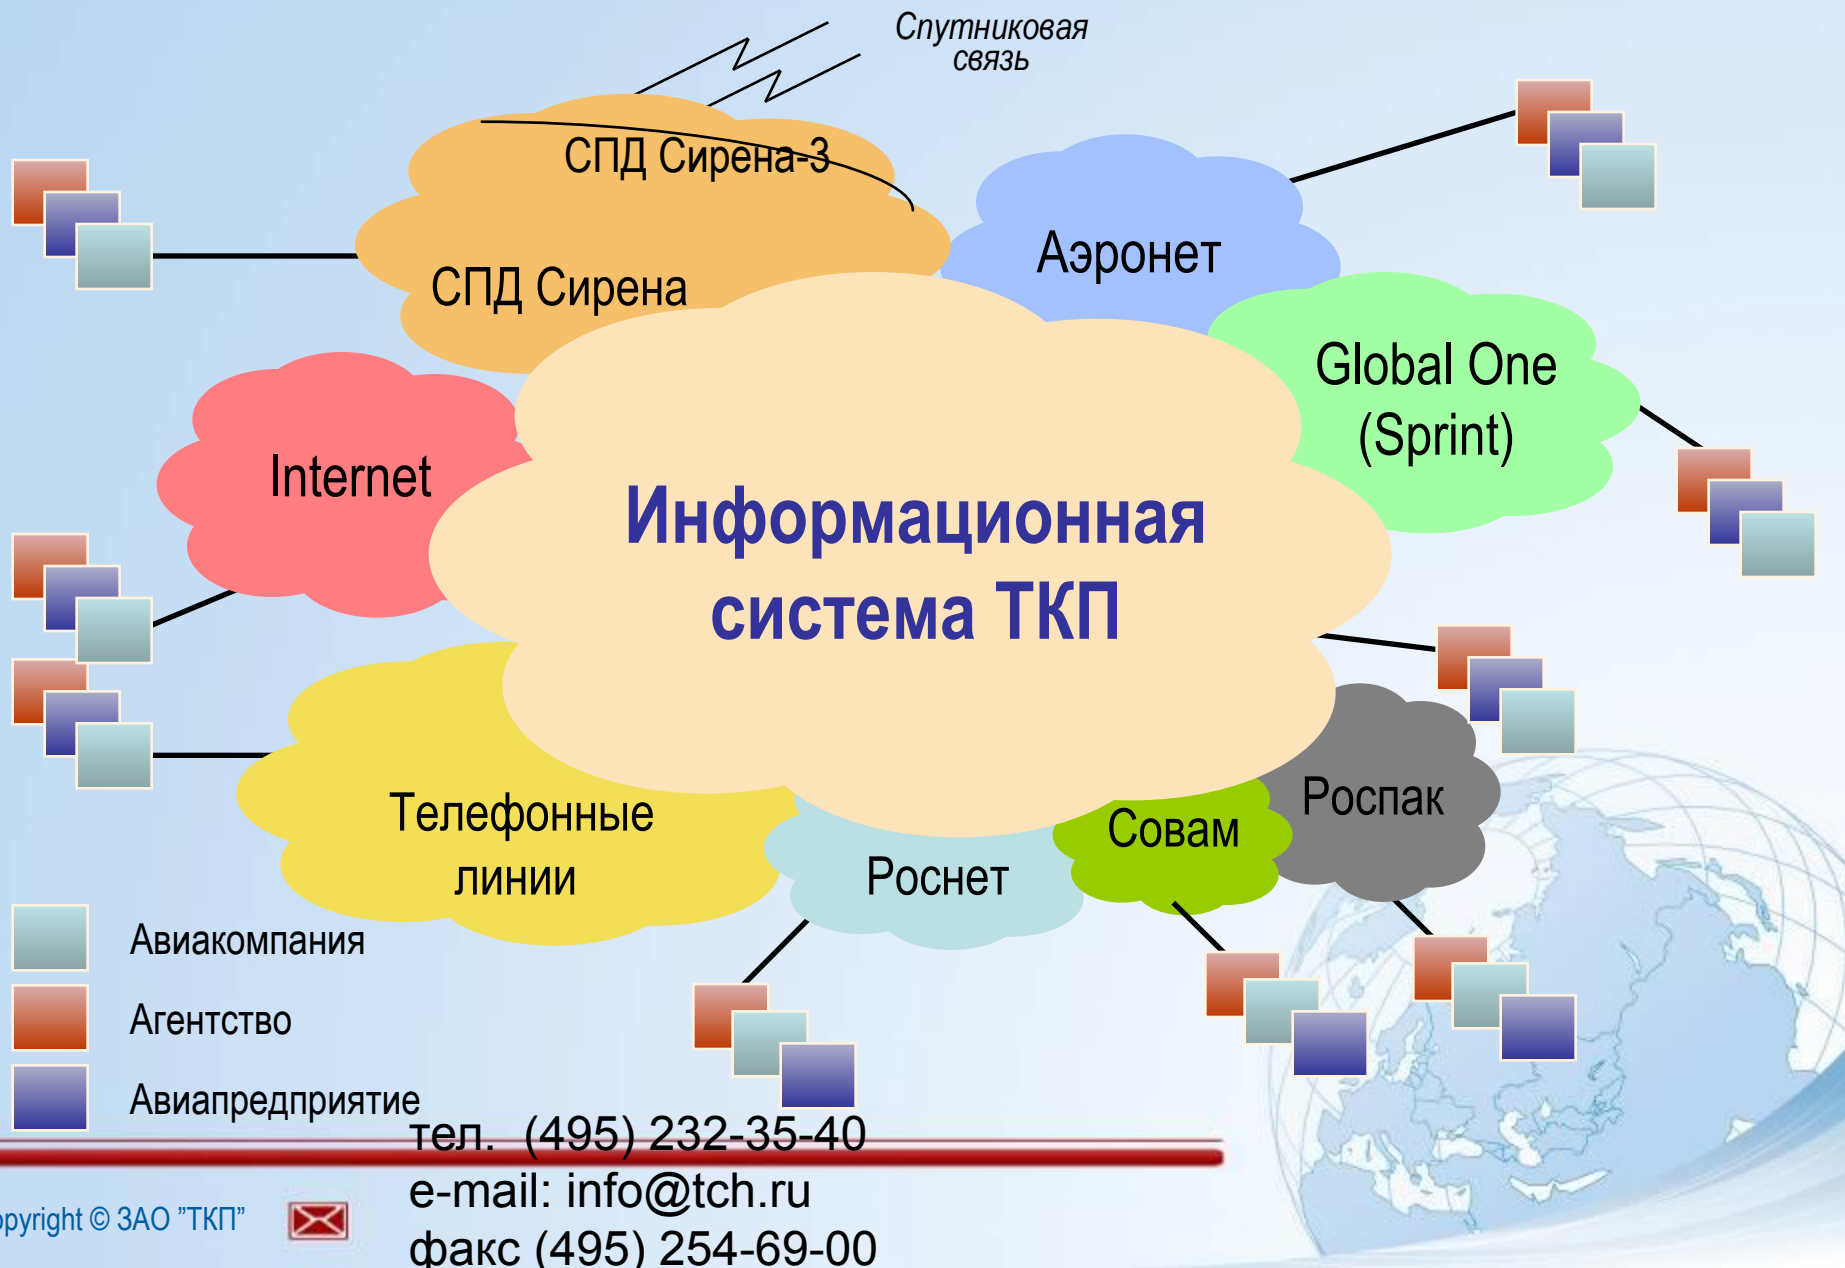 Спутниковая
связь
СПД Сирена-3
СПД Сирена
Аэронет
Global One
(Sprint)
Internet
Информационная
система ТКП
Телефонные
линии
Роснет
Совам
Роспак
Авиакомпания
Агентство
Авиапредприятие
тел. (495) 232-35-40
e-mail: info@tch.ru
факс (495) 254-69-00
opyright © ЗАО ”ТКП”